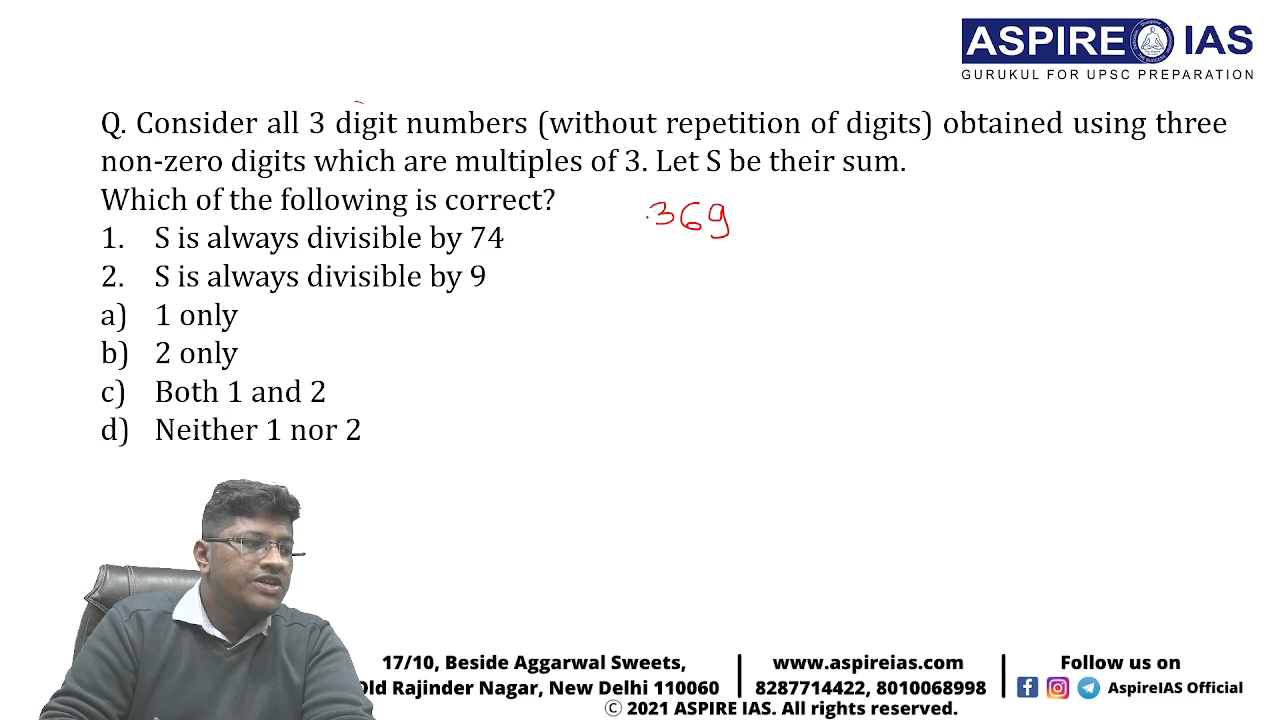 ASPIRE IAS
GURUKUL FOR UPSC PREPARATION
Q. Consider all 3 digit numbers (without repetition of digits) obtained using three
non-zero digits which are multiples of 3. Let S be their sum.
Which of the following is correct?
369
1. S is always divisible by 74
2. S is always divisible by 9
a) 1 only
b) 2 only
c) Both 1 and 2
d) Neither 1 nor 2
17/10, Beside Aggarwal Sweets,
Old Rajinder Nagar, New Delhi 110060
www.aspireias.com
8287714422, 8010068998
Follow us on
AspireIAS Official
© 2021 ASPIRE IAS. All rights reserved.